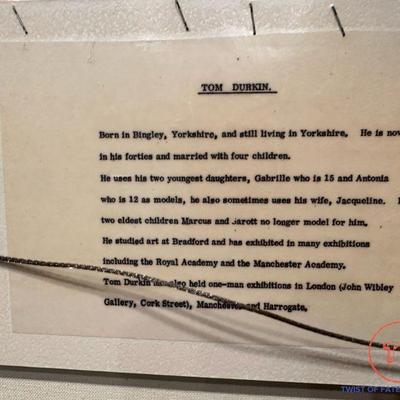 TOM DURKIN.
Born in Bingley, Yorkshire, and still living in Yorkshire. He is now
in his forties and married with four children.
He uses his two youngest daughters, Gabrille who is 15 and Antonia
who is 12 as models, he also sometimes uses his wife, Jacqueline.
two eldest children Marcus and Jarott no longer model for him.
He studied art at Bradford and has exhibited in many exhibitions
including the Royal Academy and the Manchester Academy.
Tom Durkin has also held one-man exhibitions in London (John Wibley
Gallery, Cork Street), Manchester and Harrogate.
TWIST OF FATE